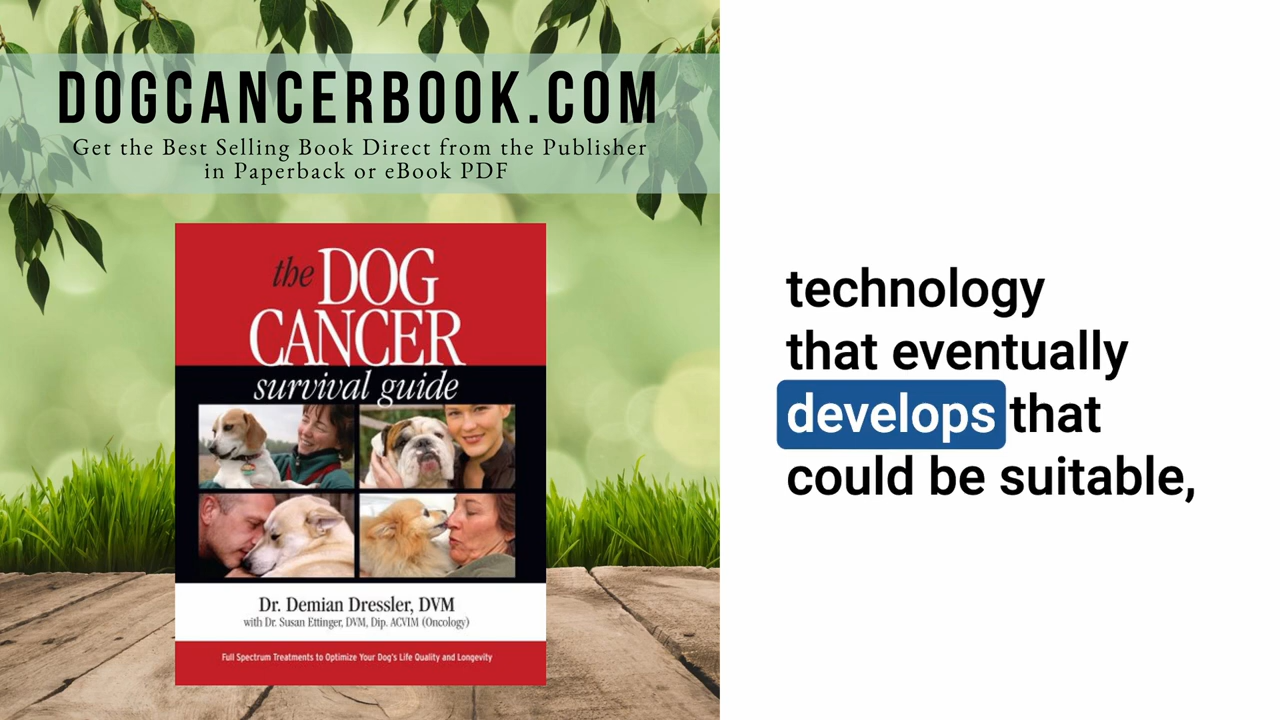 DOGCANCERBOOK.COM
Get the Best Selling Book Direct from the Publisher
in Paperback or eBook PDF
the DOG
CANCER
survival guide
Dr. Demian Dressler, DVM
with Dr. Susan Ettinger, DVM, Dip. ACVIM (Oncology)
Full Spectrum Treatments to Optimize Your Dog's Life Quality and Longevity
technology
that eventually
develops that
could be suitable,